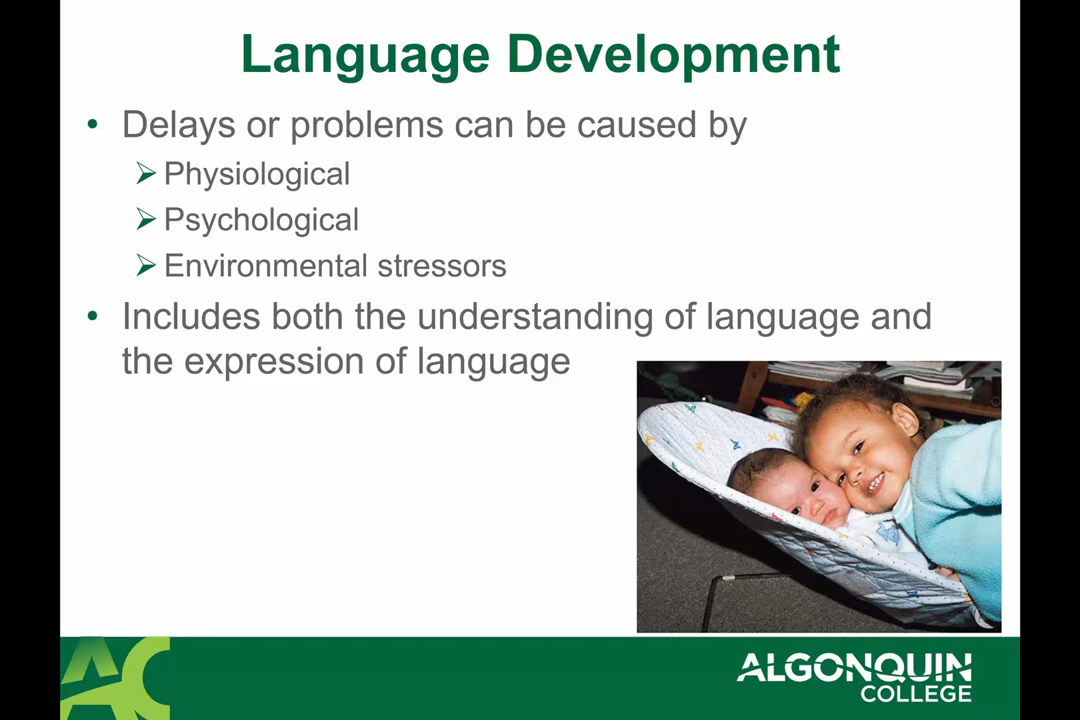 Language Development
• Delays or problems can be caused by
➢ Physiological
➢ Psychological
➢ Environmental stressors
• Includes both the understanding of language and
the expression of language
AC
ALGONQUIN
COLLEGE